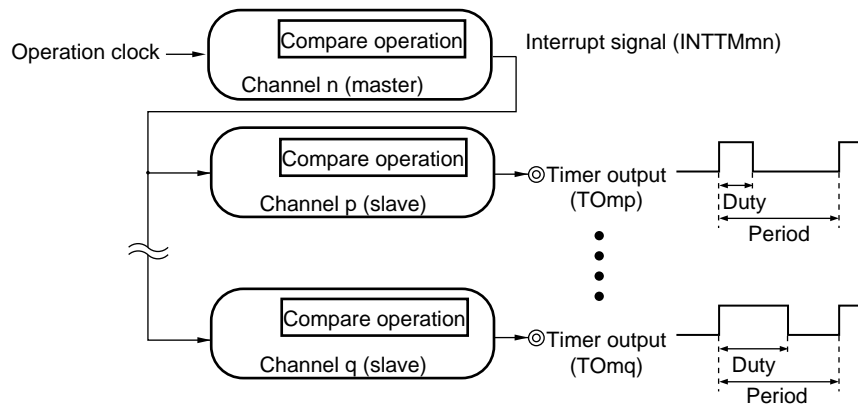 Compare operation
Operation clock
Interrupt signal (INTTMmn)
Channel n (master)
Compare operation
Timer output
(TOmp)
Channel p (slave)
Duty
Period
Compare operation
Timer output
(TOmq)
Channel q (slave)
Duty
Period